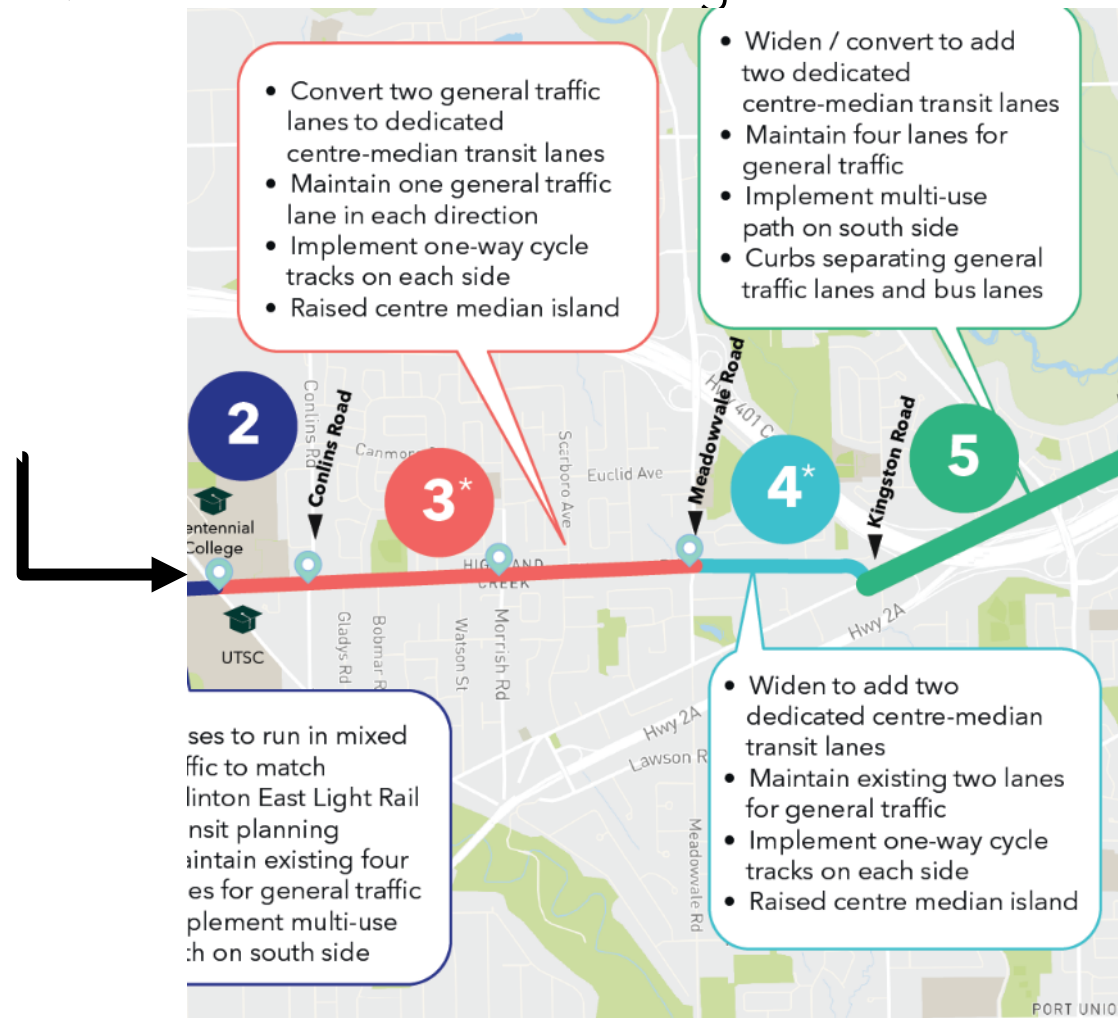 • Convert two general traffic
lanes to dedicated
centre-median transit lanes
• Maintain one general traffic
lane in each direction
• Implement one-way cycle
tracks on each side
• Raised centre median island
• Widen / convert to add
two dedicated
centre-median transit lanes
• Maintain four lanes for
general traffic
• Implement multi-use
path on south side
• Curbs separating general
traffic lanes and bus lanes
2
Conlins Rd
Conlins Road
3*
Scarboro Ave
Euclid Ave
Meadowvale Road
Hwy 401 C
4*
Kingston Road
5
entennial
College
UTSC
Gladys Rd
Bobmar R
Watson St
Morrish Rd
CREEK
Hwy 2A
Hwy 2A
Lawson R
Meadowvale Rd
ses to run in mixed
ffic to match
linton East Light Rail
nsit planning
aintain existing four
es for general traffic
plement multi-use
th on south side
• Widen to add two
dedicated centre-median
transit lanes
• Maintain existing two lanes
for general traffic
• Implement one-way cycle
tracks on each side
• Raised centre median island
PORT UNIO